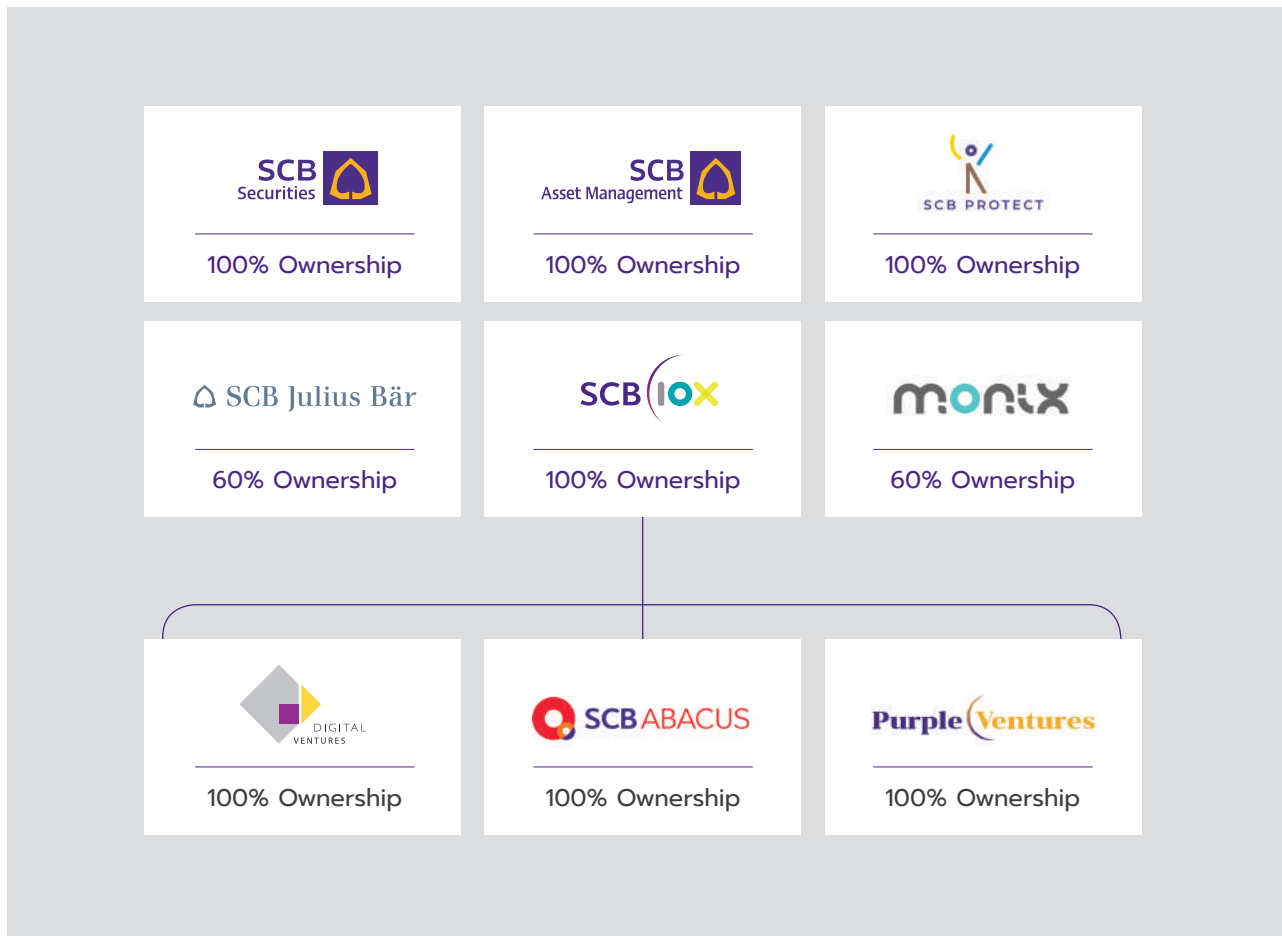 SCB
Securities
100% Ownership
SCB
Asset Management
100% Ownership
SCB PROTECT
100% Ownership
SCB Julius Bär
60% Ownership
SCB 10X
100% Ownership
monix
60% Ownership
DIGITAL
VENTURES
100% Ownership
SCB ABACUS
100% Ownership
Purple Ventures
100% Ownership